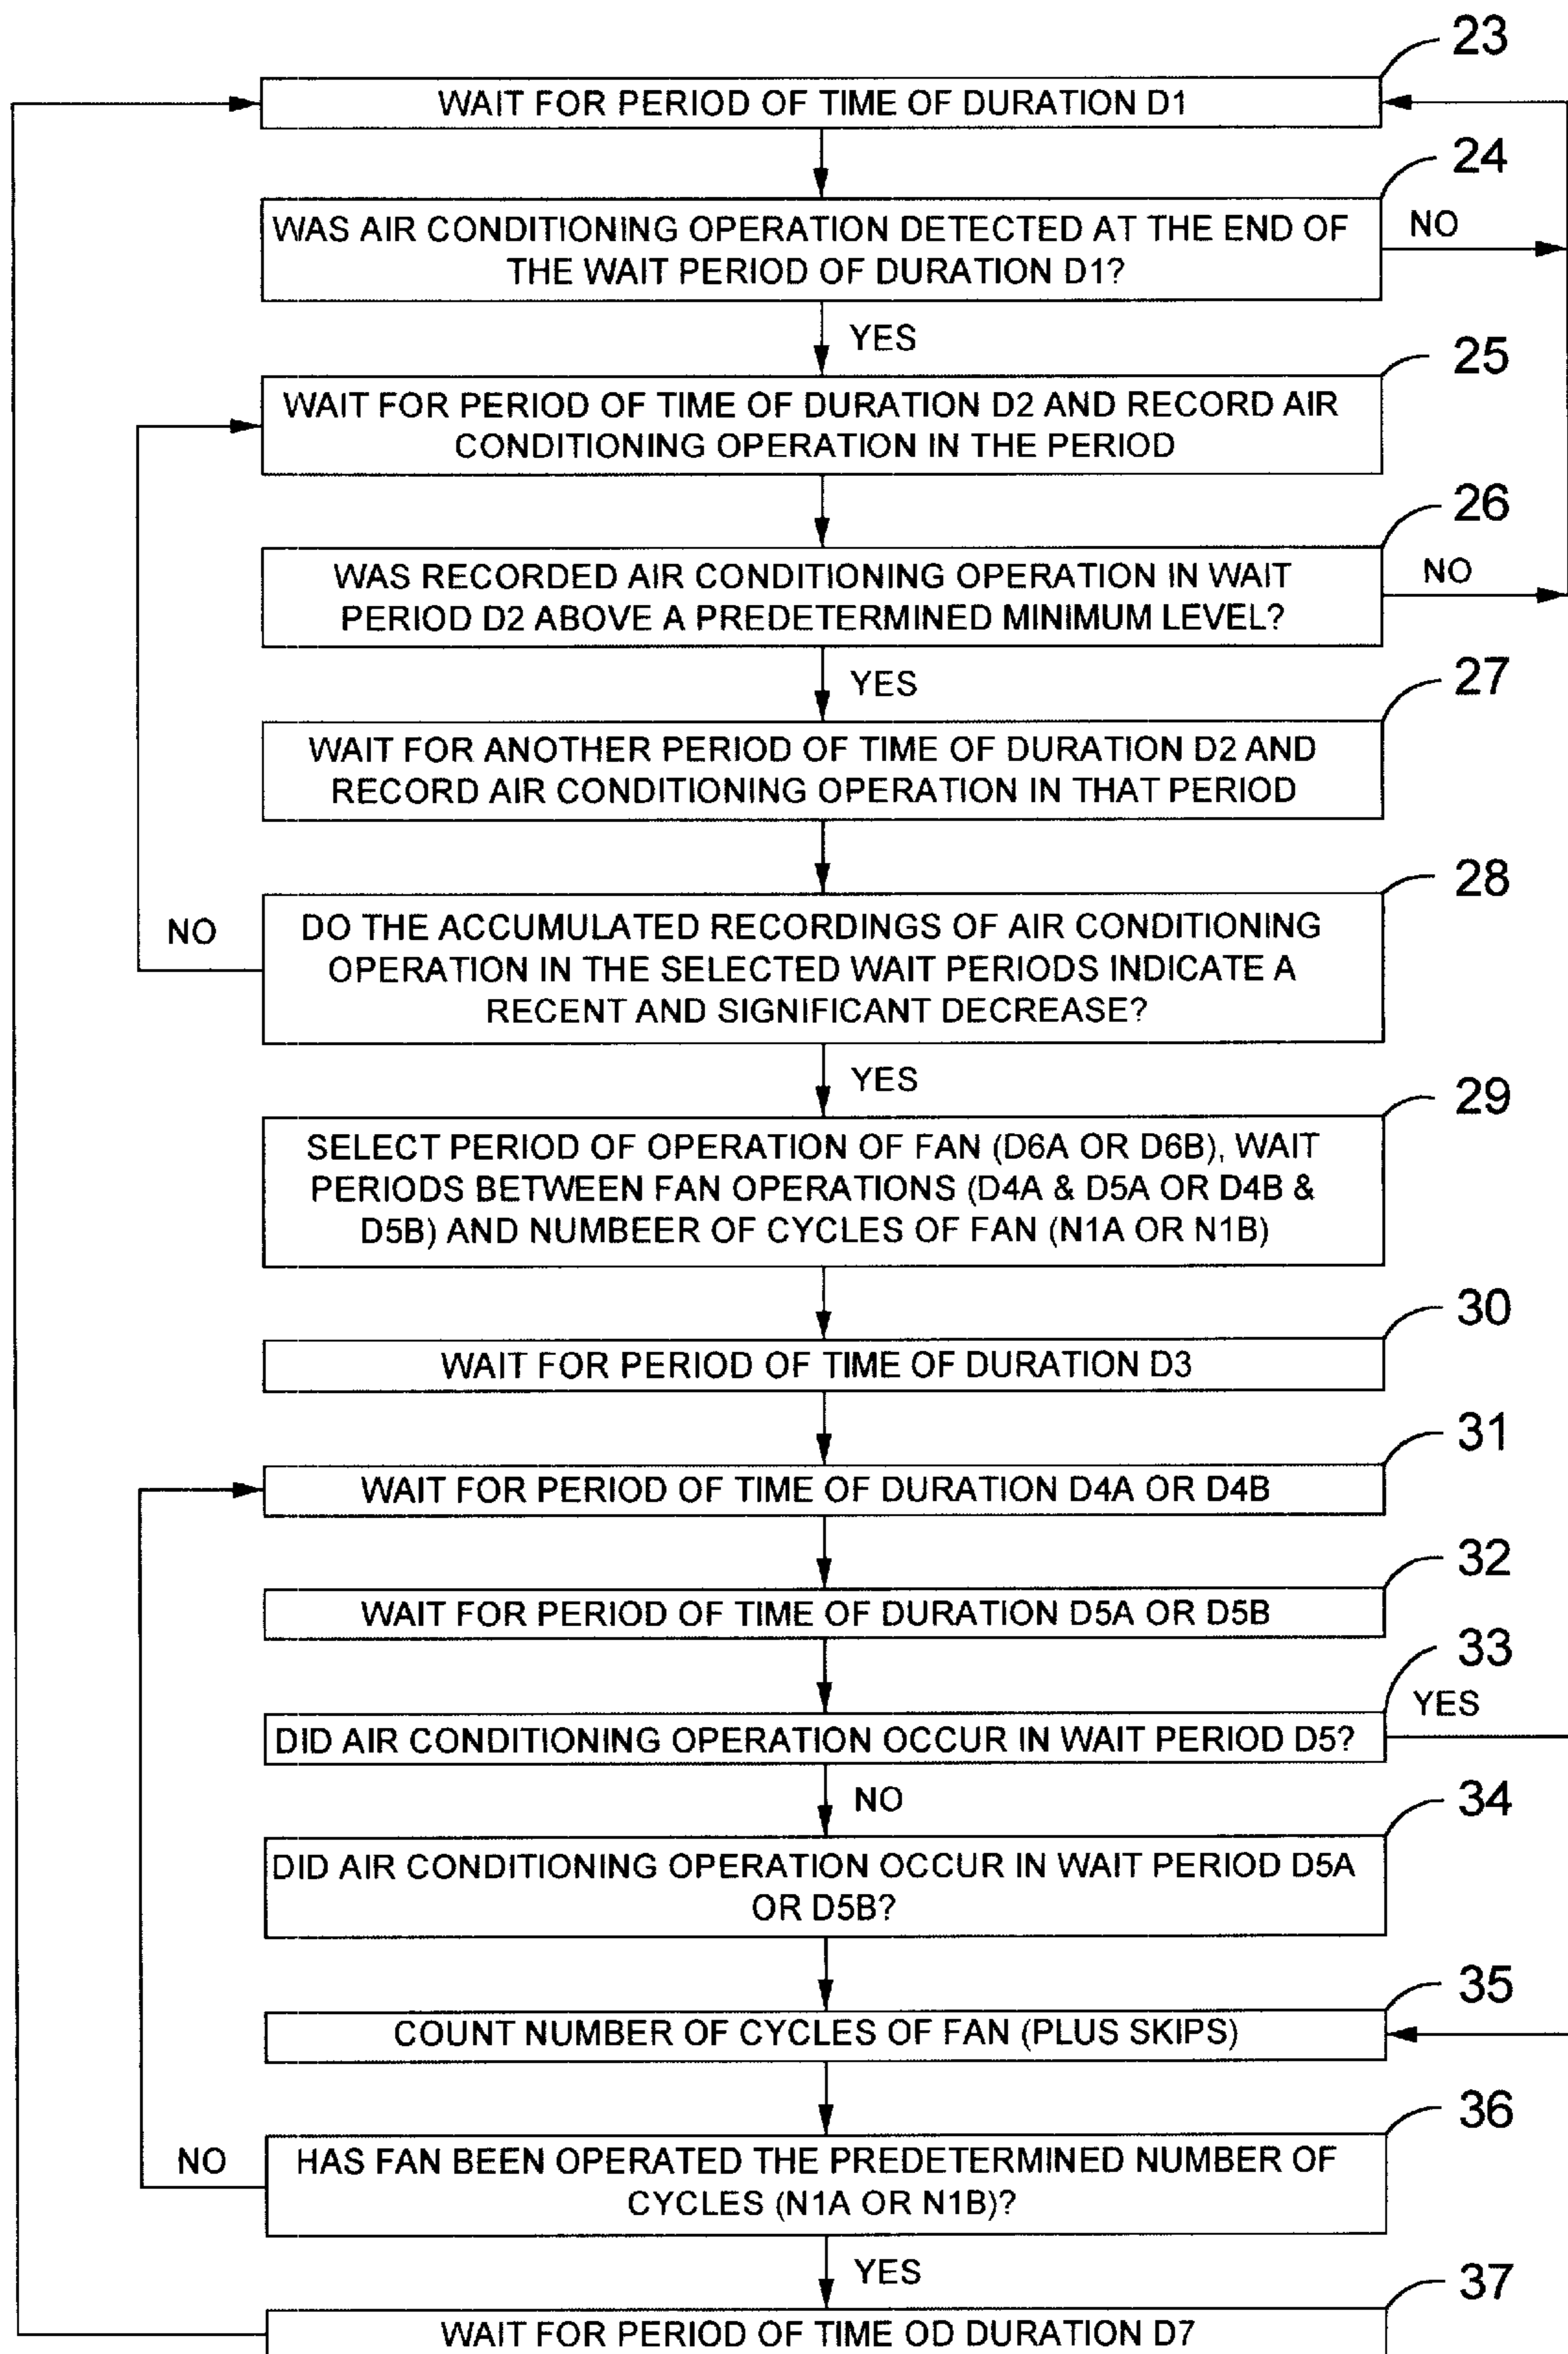 23
WAIT FOR PERIOD OF TIME OF DURATION D1
24
WAS AIR CONDITIONING OPERATION DETECTED AT THE END OF
THE WAIT PERIOD OF DURATION D1?
NO
YES
25
WAIT FOR PERIOD OF TIME OF DURATION D2 AND RECORD AIR
CONDITIONING OPERATION IN THE PERIOD
26
WAS RECORDED AIR CONDITIONING OPERATION IN WAIT
PERIOD D2 ABOVE A PREDETERMINED MINIMUM LEVEL?
NO
YES
27
WAIT FOR ANOTHER PERIOD OF TIME OF DURATION D2 AND
RECORD AIR CONDITIONING OPERATION IN THAT PERIOD
28
NO
DO THE ACCUMULATED RECORDINGS OF AIR CONDITIONING
OPERATION IN THE SELECTED WAIT PERIODS INDICATE A
RECENT AND SIGNIFICANT DECREASE?
YES
29
SELECT PERIOD OF OPERATION OF FAN (D6A OR D6B), WAIT
PERIODS BETWEEN FAN OPERATIONS (D4A & D5A OR D4B &
D5B) AND NUMBEER OF CYCLES OF FAN (N1A OR N1B)
30
WAIT FOR PERIOD OF TIME OF DURATION D3
31
WAIT FOR PERIOD OF TIME OF DURATION D4A OR D4B
32
WAIT FOR PERIOD OF TIME OF DURATION D5A OR D5B
33
DID AIR CONDITIONING OPERATION OCCUR IN WAIT PERIOD D5?
YES
NO
34
DID AIR CONDITIONING OPERATION OCCUR IN WAIT PERIOD D5A
OR D5B?
35
COUNT NUMBER OF CYCLES OF FAN (PLUS SKIPS)
36
NO
HAS FAN BEEN OPERATED THE PREDETERMINED NUMBER OF
CYCLES (N1A OR N1B)?
YES
37
WAIT FOR PERIOD OF TIME OD DURATION D7